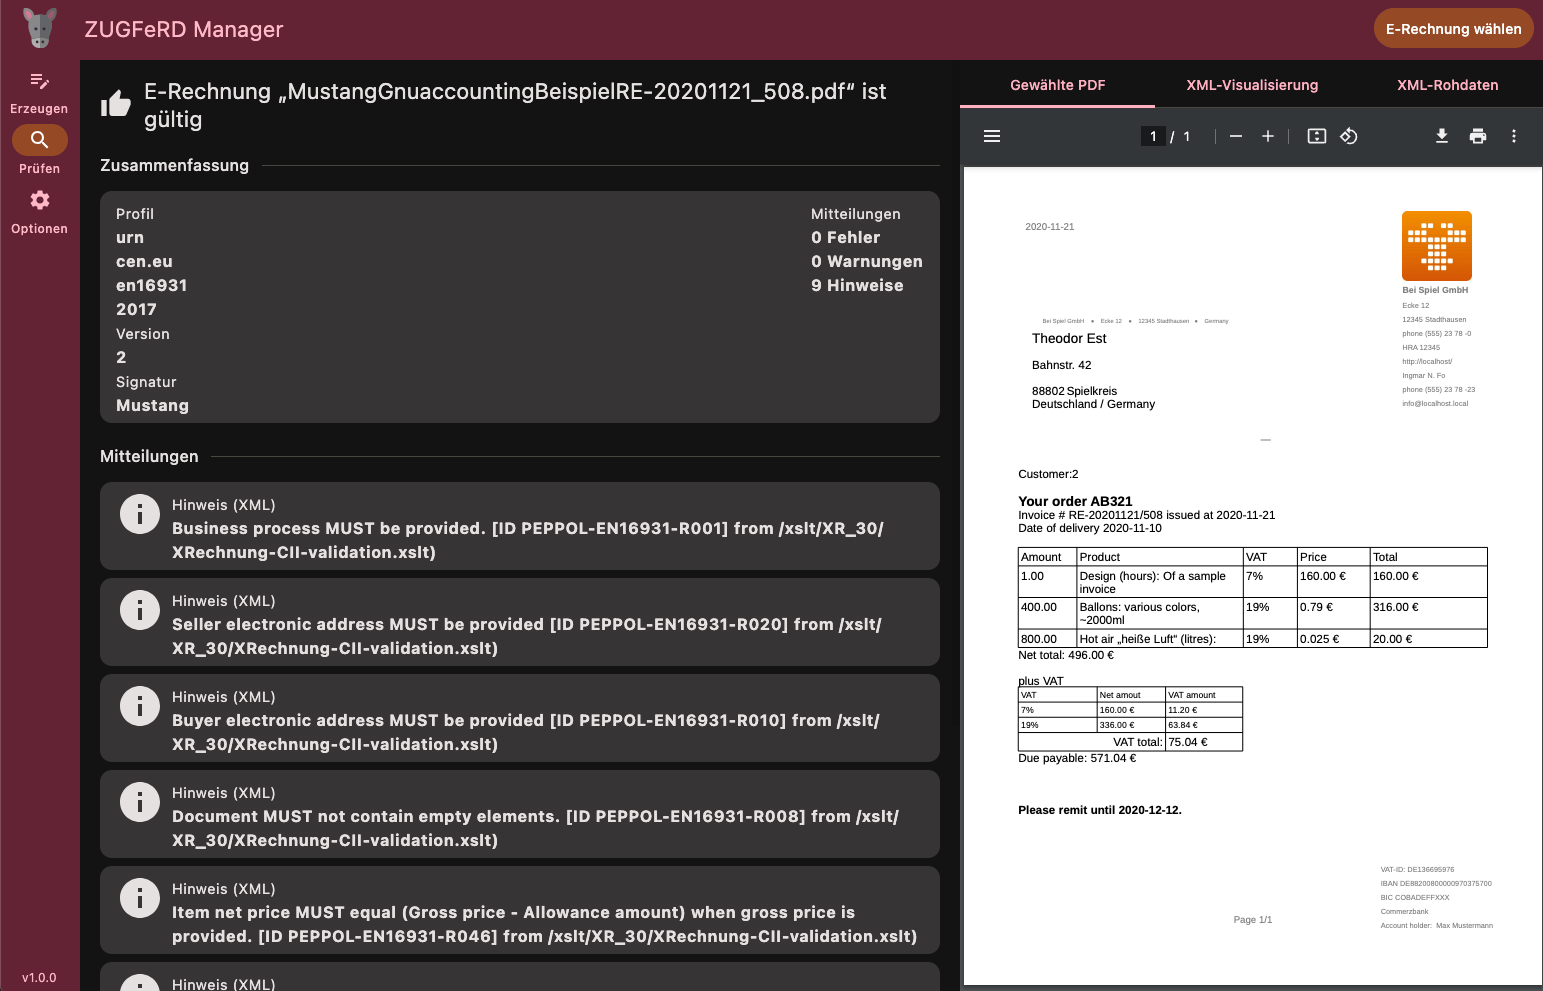 ZUGFeRD Manager
E-Rechnung wählen
Erzeugen
Prüfen
Optionen
v1.0.0
E-Rechnung „MustangGnuaccountingBeispielRE-20201121_508.pdf“ ist
gültig
Zusammenfassung
Profil
urn
cen.eu
en16931
2017
Version
2
Signatur
Mustang
Mitteilungen
0 Fehler
0 Warnungen
9 Hinweise
Mitteilungen
Hinweis (XML)
Business process MUST be provided. [ID PEPPOL-EN16931-R001] from /xslt/XR_30/
XRechnung-CII-validation.xslt)
Hinweis (XML)
Seller electronic address MUST be provided [ID PEPPOL-EN16931-R020] from /xslt/
XR_30/XRechnung-CII-validation.xslt)
Hinweis (XML)
Buyer electronic address MUST be provided [ID PEPPOL-EN16931-R010] from /xslt/
XR_30/XRechnung-CII-validation.xslt)
Hinweis (XML)
Document MUST not contain empty elements. [ID PEPPOL-EN16931-R008] from /xslt/
XR_30/XRechnung-CII-validation.xslt)
Hinweis (XML)
Item net price MUST equal (Gross price - Allowance amount) when gross price is
provided. [ID PEPPOL-EN16931-R046] from /xslt/XR_30/XRechnung-CII-validation.xslt)
Hinweis (XML)
Gewählte PDF XML-Visualisierung XML-Rohdaten
1 / 1
2020-11-21
Bei Spiel GmbH
Ecke 12
12345 Stadthausen
phone (555) 23 78 -0
HRA 12345
http://localhost/
Ingmar N. Fo
phone (555) 23 78 -23
info@localhost.local
Bei Spiel GmbH • Ecke 12 • 12345 Stadthausen • Germany
Theodor Est
Bahnstr. 42
88802 Spielkreis
Deutschland / Germany
Customer:2
Your order AB321
Invoice # RE-20201121/508 issued at 2020-11-21
Date of delivery 2020-11-10
Amount Product VAT Price Total
1.00 Design (hours): Of a sample 7% 160.00 € 160.00 €
invoice
400.00 Ballons: various colors, 19% 0.79 € 316.00 €
~2000ml
800.00 Hot air „heiße Luft“ (litres): 19% 0.025 € 20.00 €
Net total: 496.00 €
plus VAT
VAT Net amout VAT amount
7% 160.00 € 11.20 €
19% 336.00 € 63.84 €
VAT total: 75.04 €
Due payable: 571.04 €
Please remit until 2020-12-12.
VAT-ID: DE136695976
IBAN DE88200800000970375700
BIC COBADEFFXXX
Commerzbank
Account holder: Max Mustermann
Page 1/1